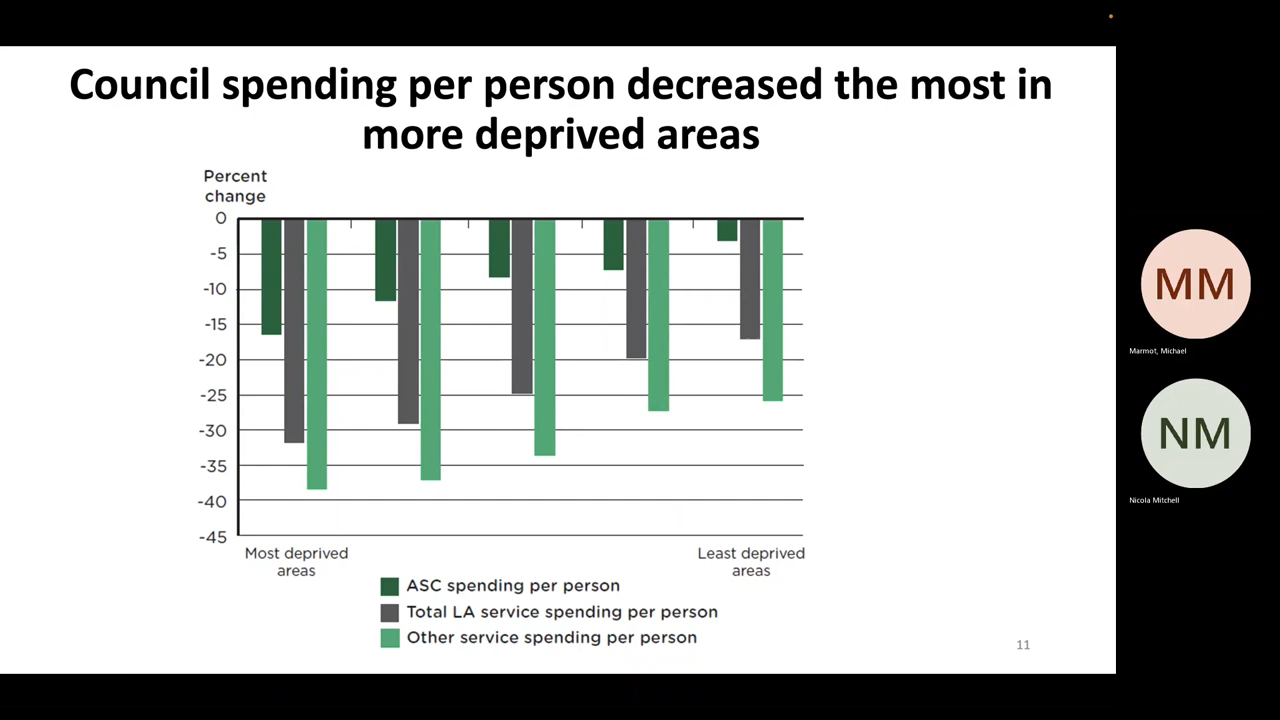 Council spending per person decreased the most in
more deprived areas
Percent
change
0
-5
-10
-15
-20
-25
-30
-35
-40
-45
Most deprived
areas
Least deprived
areas
ASC spending per person
Total LA service spending per person
Other service spending per person
11
MM
Marmot, Michael
NM
Nicola Mitchell